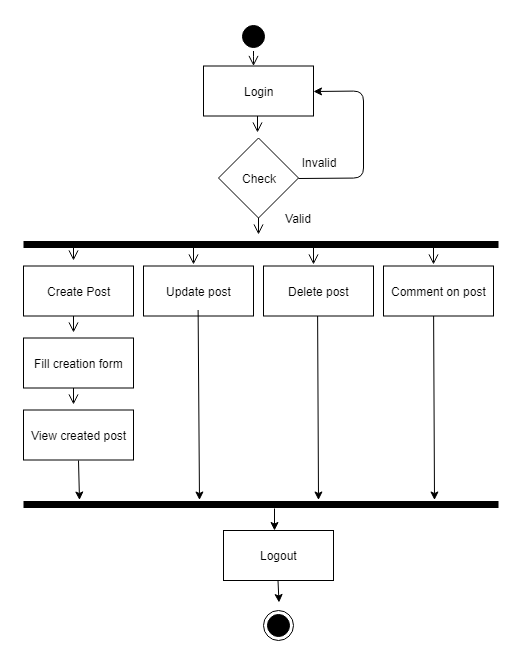 Login
Invalid
Check
Valid
Create Post
Update post
Delete post
Comment on post
Fill creation form
View created post
Logout